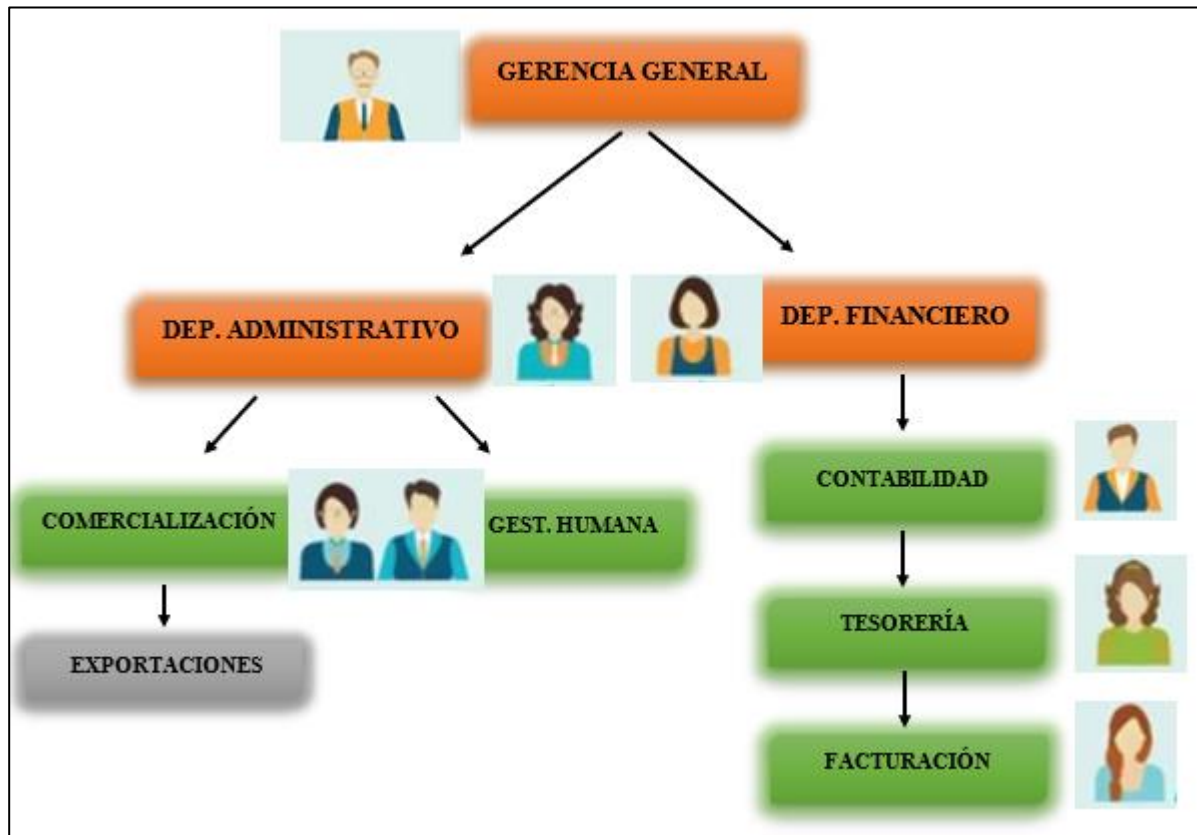 GERENCIA GENERAL
DEP. ADMINISTRATIVO
DEP. FINANCIERO
CONTABILIDAD
COMERCIALIZACIÓN
GEST. HUMANA
TESORERÍA
EXPORTACIONES
FACTURACIÓN